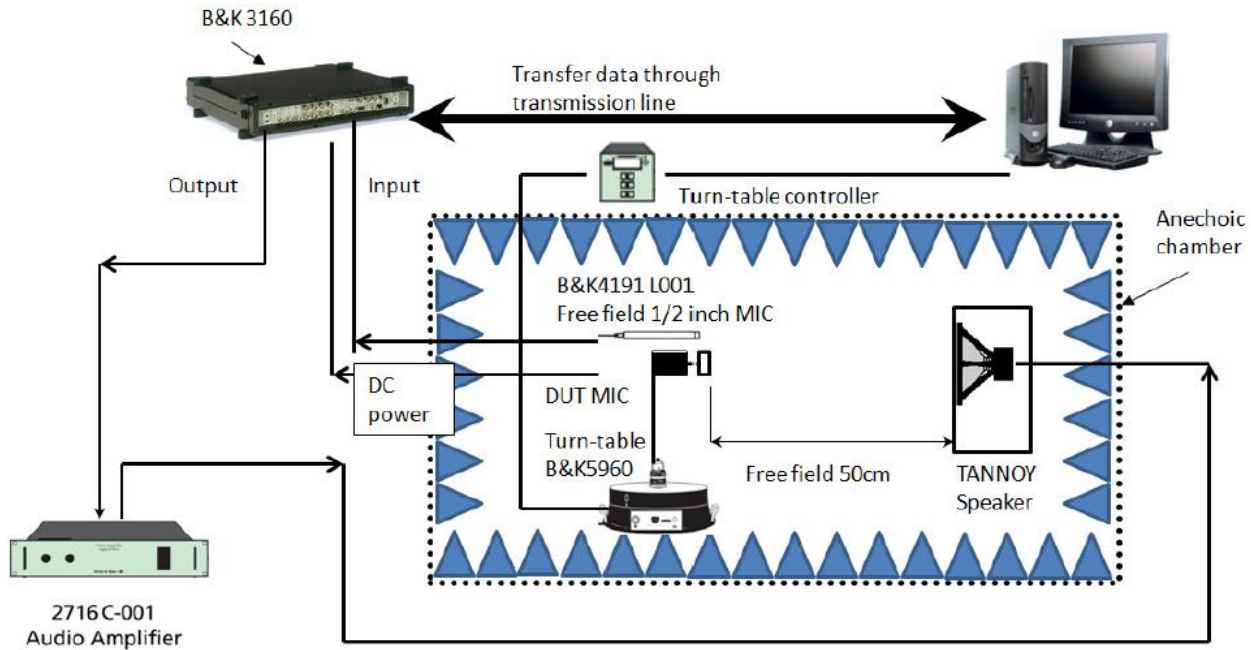 B&K 3160
Transfer data through
transmission line
Output
Input
Turn-table controller
Anechoic
chamber
B&K4191 L001
Free field 1/2 inch MIC
DC
power
DUT MIC
Turn-table
B&K5960
Free field 50cm
TANNOY
Speaker
2716 C-001
Audio Amplifier